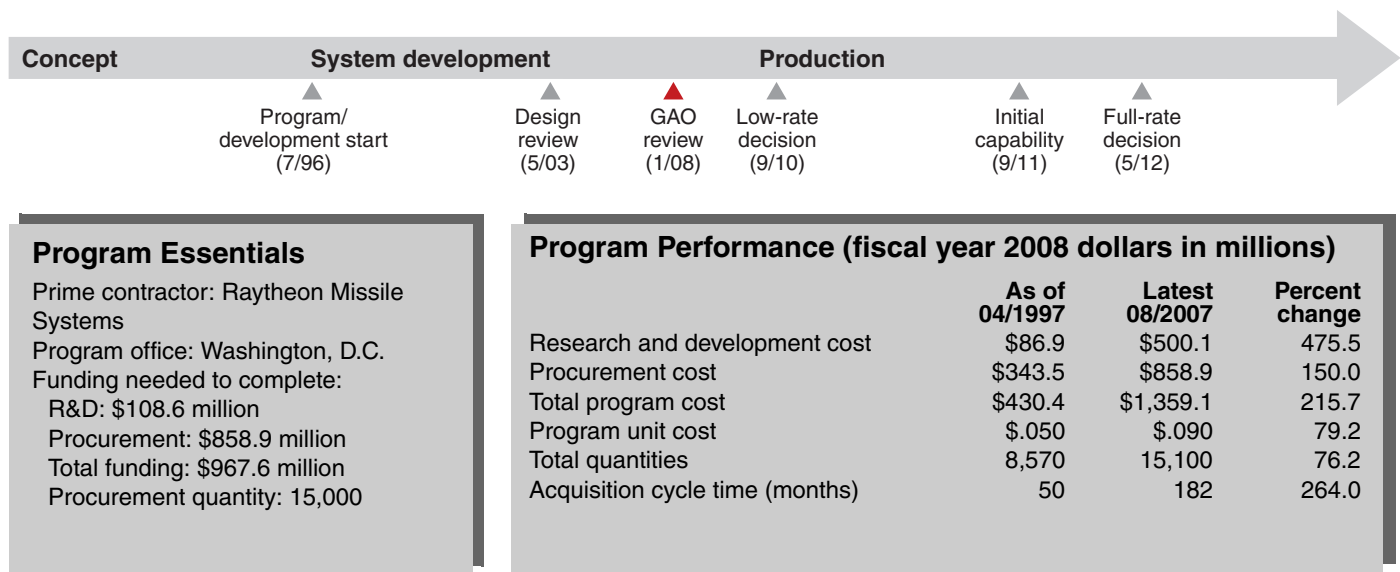 Concept System development Production
Program/
development start
(7/96)
Design
review
(5/03)
GAO
review
(1/08)
Low-rate
decision
(9/10)
Initial
capability
(9/11)
Full-rate
decision
(5/12)
Program Essentials
Prime contractor: Raytheon Missile
Systems
Program office: Washington, D.C.
Funding needed to complete:
R&D: $108.6 million
Procurement: $858.9 million
Total funding: $967.6 million
Procurement quantity: 15,000
Program Performance (fiscal year 2008 dollars in millions)
As of
04/1997
Latest
08/2007
Percent
change
Research and development cost $86.9 $500.1 475.5
Procurement cost $343.5 $858.9 150.0
Total program cost $430.4 $1,359.1 215.7
Program unit cost $.050 $.090 79.2
Total quantities 8,570 15,100 76.2
Acquisition cycle time (months) 50 182 264.0